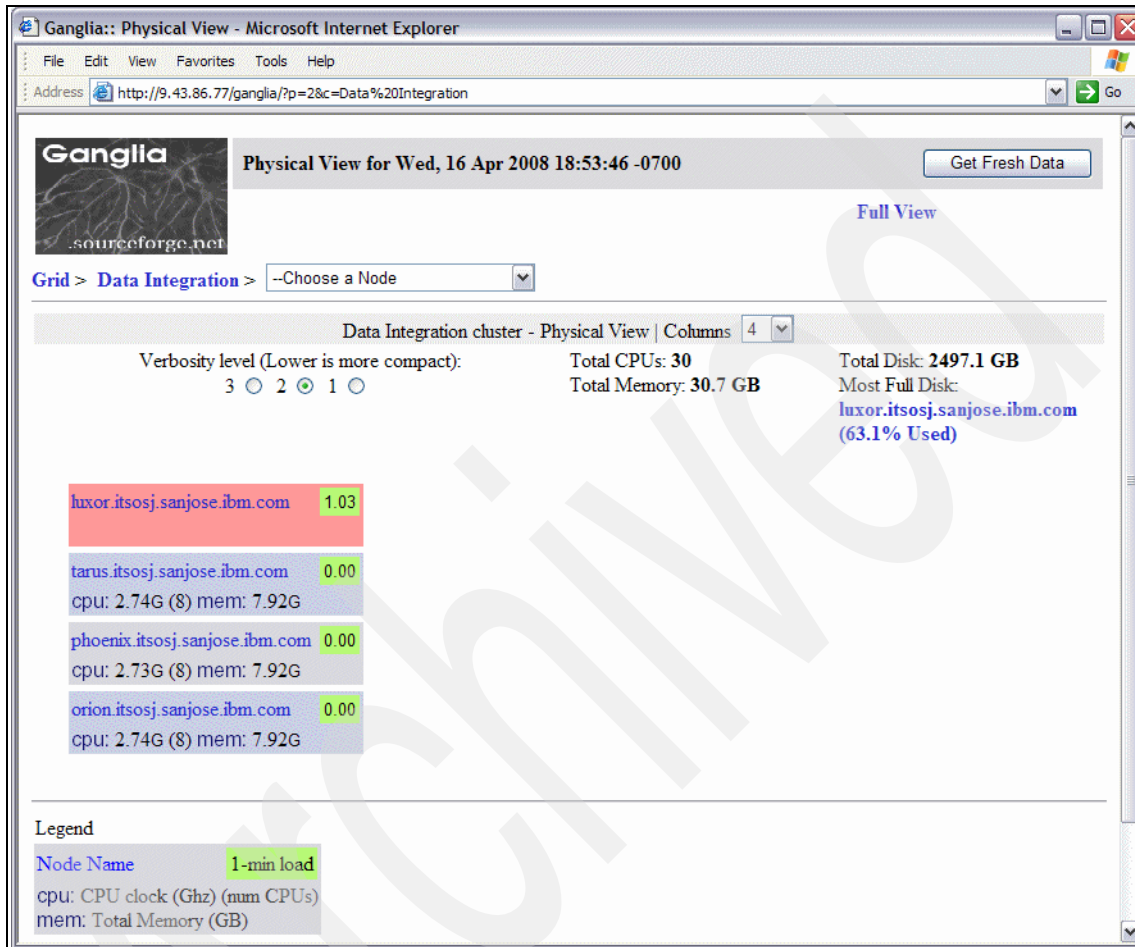 Ganglia:: Physical View - Microsoft Internet Explorer
File Edit View Favorites Tools Help
Address http://9.43.86.77/ganglia/?p=2&c=Data%20Integration Go
Ganglia
.sourceforge.net
Physical View for Wed, 16 Apr 2008 18:53:46 -0700 Get Fresh Data
Full View
Grid > Data Integration > --Choose a Node
Data Integration cluster - Physical View | Columns 4
Verbosity level (Lower is more compact):
3 2 1
Total CPUs: 30
Total Memory: 30.7 GB
Total Disk: 2497.1 GB
Most Full Disk:
luxor.itsosj.sanjose.ibm.com
(63.1% Used)
luxor.itsosj.sanjose.ibm.com 1.03
tarus.itsosj.sanjose.ibm.com 0.00
cpu: 2.74G (8) mem: 7.92G
phoenix.itsosj.sanjose.ibm.com 0.00
cpu: 2.73G (8) mem: 7.92G
orion.itsosj.sanjose.ibm.com 0.00
cpu: 2.74G (8) mem: 7.92G
Legend
Node Name 1-min load
cpu: CPU clock (Ghz) (num CPUs)
mem: Total Memory (GB)
Archived